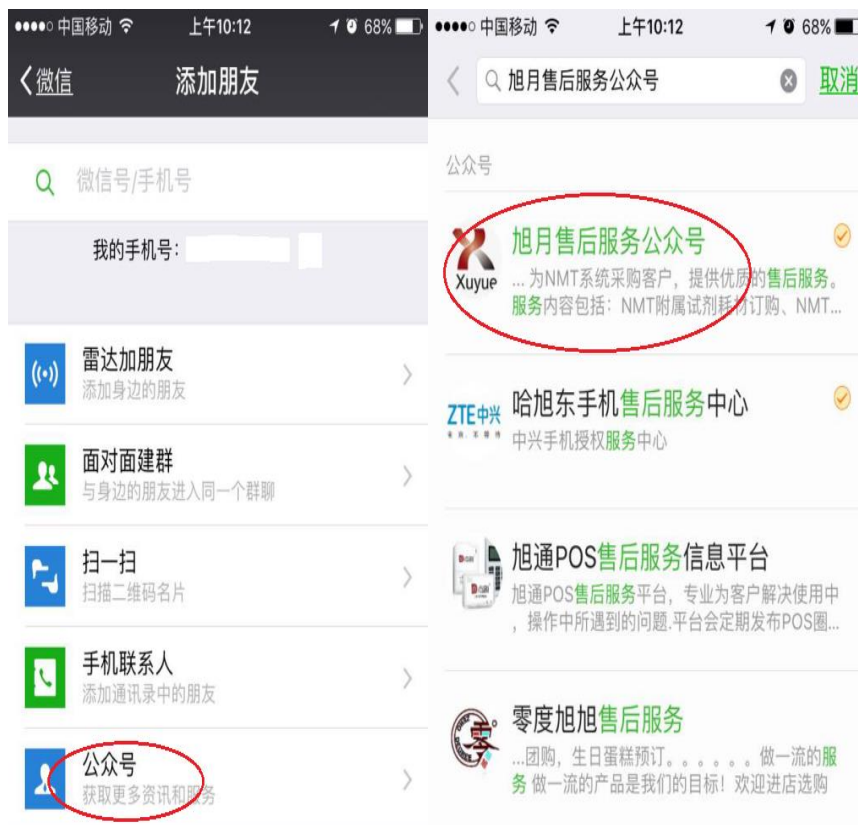 中国移动 上午10:12 68%
微信 添加朋友
微信号/手机号
我的手机号：
雷达加朋友
添加身边的朋友
面对面建群
与身边的朋友进入同一个群聊
扫一扫
扫描二维码名片
手机联系人
添加通讯录中的朋友
公众号
获取更多资讯和服务
中国移动 上午10:12 68%
旭月售后服务公众号 取消
公众号
Xuyue
旭月售后服务公众号
... 为NMT系统采购客户，提供优质的售后服务。
服务内容包括：NMT附属试剂耗材订购、NMT...
ZTE中兴
哈旭东手机售后服务中心
中兴手机授权服务中心
旭通POS售后服务信息平台
旭通POS售后服务平台，专业为客户解决使用中
，操作中所遇到的问题.平台会定期发布POS圈...
零
零度旭旭售后服务
...团购，生日蛋糕预订。。。。。。做一流的服
务 做一流的产品是我们的目标！欢迎进店选购